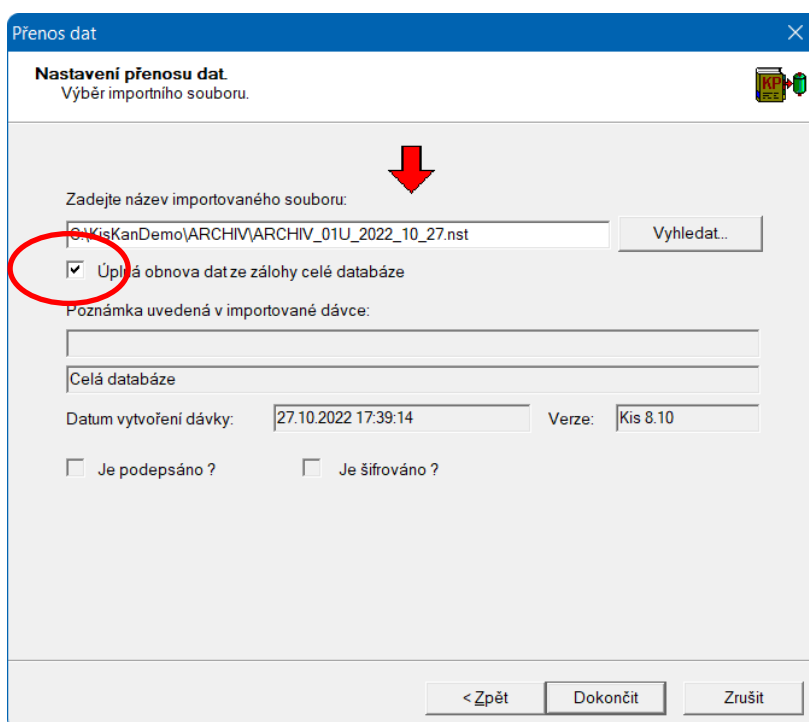 Přenos dat
Nastavení přenosu dat.
Výběr importního souboru.
KP
Zadejte název importovaného souboru:
C:\KisKanDemo\ARCHIV\ARCHIV_01U_2022_10_27.nst
Vyhledat...
Úplná obnova dat ze zálohy celé databáze
Poznámka uvedená v importované dávce:
Celá databáze
Datum vytvoření dávky: 27.10.2022 17:39:14 Verze: Kis 8.10
Je podepsáno ? Je šifrováno ?
< Zpět Dokončit Zrušit